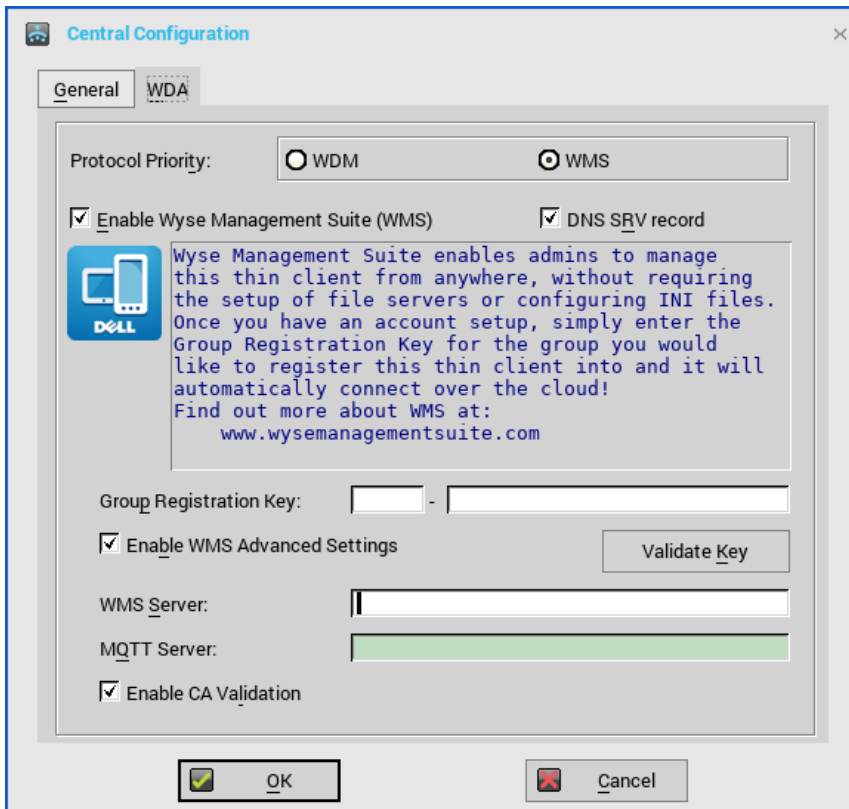 Central Configuration
General WDA
Protocol Priority: WDM WMS
Enable Wyse Management Suite (WMS) DNS SRV record
DELL
Wyse Management Suite enables admins to manage
this thin client from anywhere, without requiring
the setup of file servers or configuring INI files.
Once you have an account setup, simply enter the
Group Registration Key for the group you would
like to register this thin client into and it will
automatically connect over the cloud!
Find out more about WMS at:
www.wysemanagementsuite.com
Group Registration Key: -
Enable WMS Advanced Settings Validate Key
WMS Server:
MQTT Server:
Enable CA Validation
OK Cancel